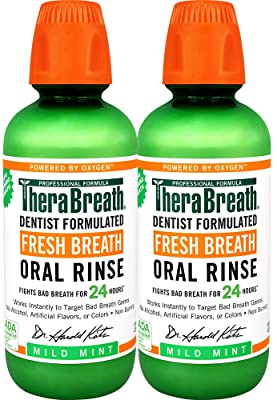 POWERED BY OXYGEN™
PROFESSIONAL FORMULA
TheraBreath®
DENTIST FORMULATED
FRESH BREATH
ORAL RINSE
FIGHTS BAD BREATH FOR 24 HOURS*
Works Instantly to Target Bad Breath Germs
No Alcohol, Artificial Flavors, or Colors • Non Burning
Dr. Harold Katz
ADA
MILD MINT
POWERED BY OXYGEN™
PROFESSIONAL FORMULA
TheraBreath®
DENTIST FORMULATED
FRESH BREATH
ORAL RINSE
FIGHTS BAD BREATH FOR 24 HOURS*
Works Instantly to Target Bad Breath Germs
No Alcohol, Artificial Flavors, or Colors • Non Burning
Dr. Harold Katz
MILD MINT